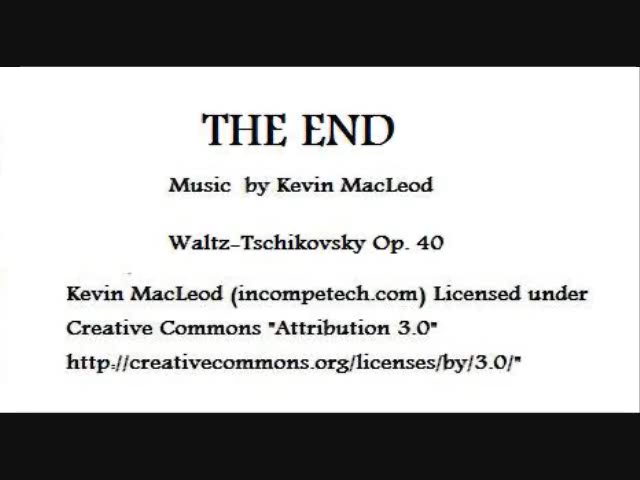 THE END
Music by Kevin MacLeod
Waltz-Tschikovsky Op. 40
Kevin MacLeod (incompetech.com) Licensed under
Creative Commons "Attribution 3.0"
http://creativecommons.org/licenses/by/3.0/"